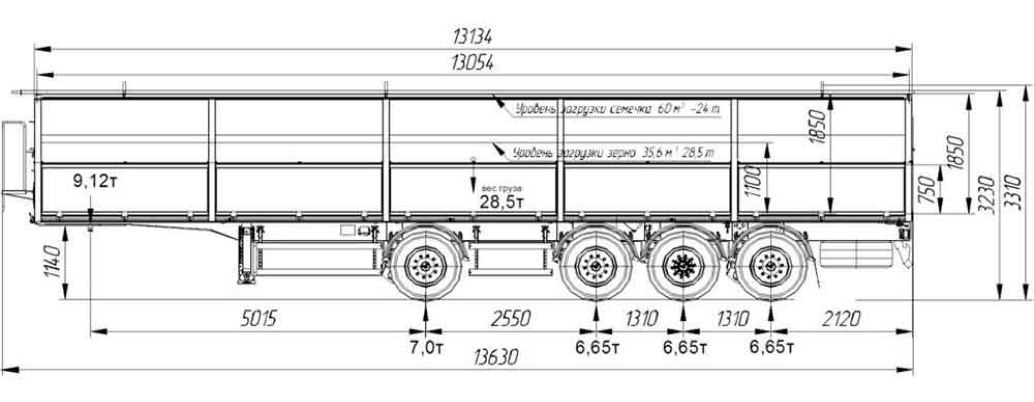 13134
13054
Уровень загрузки семечка 60 м³ -24 т
Уровень загрузки зерно 35,6 м³ 28,5 т
9,12т
вес груза
28,5т
1100
1850
750
1850
3230
3310
1140
5015
2550
1310
1310
2120
7,0т
6,65т
6,65т
6,65т
13630